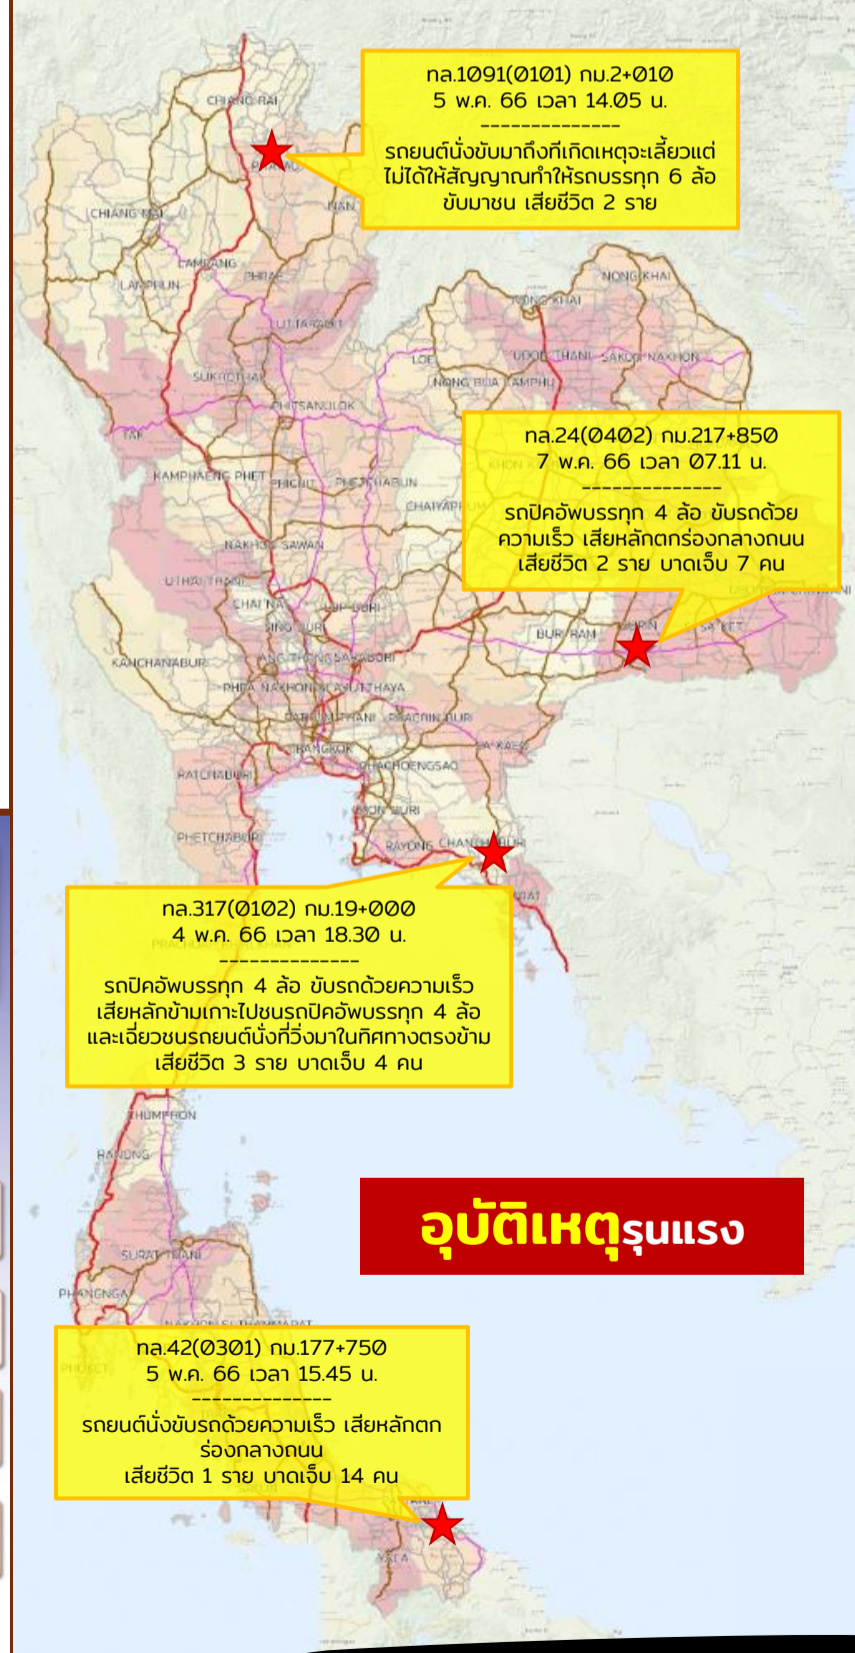 ทล.1091(0101) กม.2+010
5 พ.ค. 66 เวลา 14.05 น.
--------------
รถยนต์นั่งขับมาถึงที่เกิดเหตุจะเลี้ยวแต่
ไม่ได้ให้สัญญาณทำให้รถบรรทุก 6 ล้อ
ขับมาชน เสียชีวิต 2 ราย
CHIANG RAI
CHIANG MAI
NAN
LAMPANG
PHRAE
LAMPHUN
UTTARADIT
NONG KHAI
LOEI
UDON THANI
SAKON NAKHON
SUKHOTHAI
NONG BUA LAMPHU
PHITSANULOK
TAK
ทล.24(0402) กม.217+850
7 พ.ค. 66 เวลา 07.11 น.
--------------
รถปิคอัพบรรทุก 4 ล้อ ขับรถด้วย
ความเร็ว เสียหลักตกร่องกลางถนน
เสียชีวิต 2 ราย บาดเจ็บ 7 คน
KAMPHAENG PHET
PHICHIT
PHETCHABUN
NAKHON SAWAN
UTHAI THANI
CHAI NAT
LOP BURI
SING BURI
BURI RAM
KANCHANABURI
ANG THONG
SARABURI
PHRA NAKHON SI AYUTTHAYA
PATHUM THANI
PRACHIN BURI
BANGKOK
SA KAEO
CHACHOENGSAO
RATCHABURI
CHON BURI
PHETCHABURI
RAYONG
CHANTHABURI
ทล.317(0102) กม.19+000
4 พ.ค. 66 เวลา 18.30 น.
--------------
รถปิคอัพบรรทุก 4 ล้อ ขับรถด้วยความเร็ว
เสียหลักข้ามเกาะไปชนรถปิคอัพบรรทุก 4 ล้อ
และเฉี่ยวชนรถยนต์นั่งที่วิ่งมาในทิศทางตรงข้าม
เสียชีวิต 3 ราย บาดเจ็บ 4 คน
CHUMPHON
RANONG
อุบัติเหตุรุนแรง
SURAT THANI
PHANGNGA
NAKHON SI THAMMARAT
PHUKET
ทล.42(0301) กม.177+750
5 พ.ค. 66 เวลา 15.45 น.
--------------
รถยนต์นั่งขับรถด้วยความเร็ว เสียหลักตก
ร่องกลางถนน
เสียชีวิต 1 ราย บาดเจ็บ 14 คน
YALA